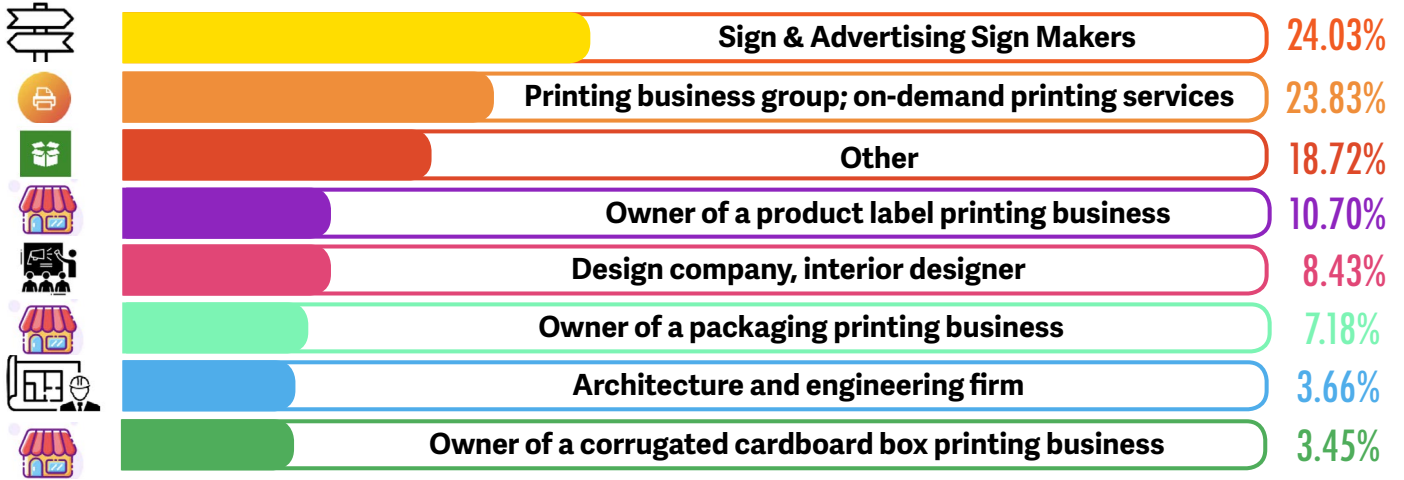 Sign & Advertising Sign Makers 24.03%
Printing business group; on-demand printing services 23.83%
Other 18.72%
Owner of a product label printing business 10.70%
Design company, interior designer 8.43%
Owner of a packaging printing business 7.18%
Architecture and engineering firm 3.66%
Owner of a corrugated cardboard box printing business 3.45%